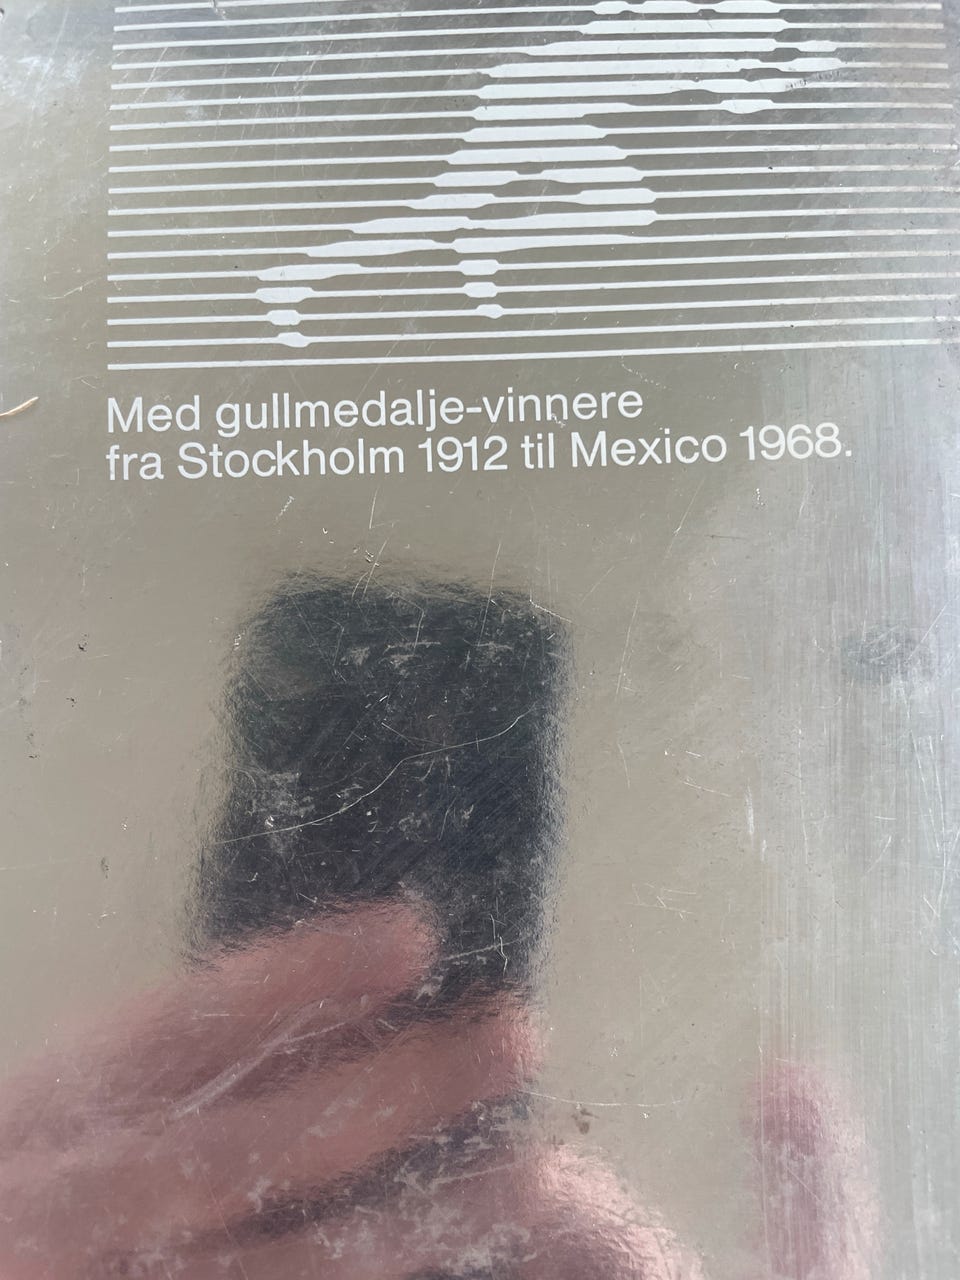 Med gullmedalje-vinnere
fra Stockholm 1912 til Mexico 1968.